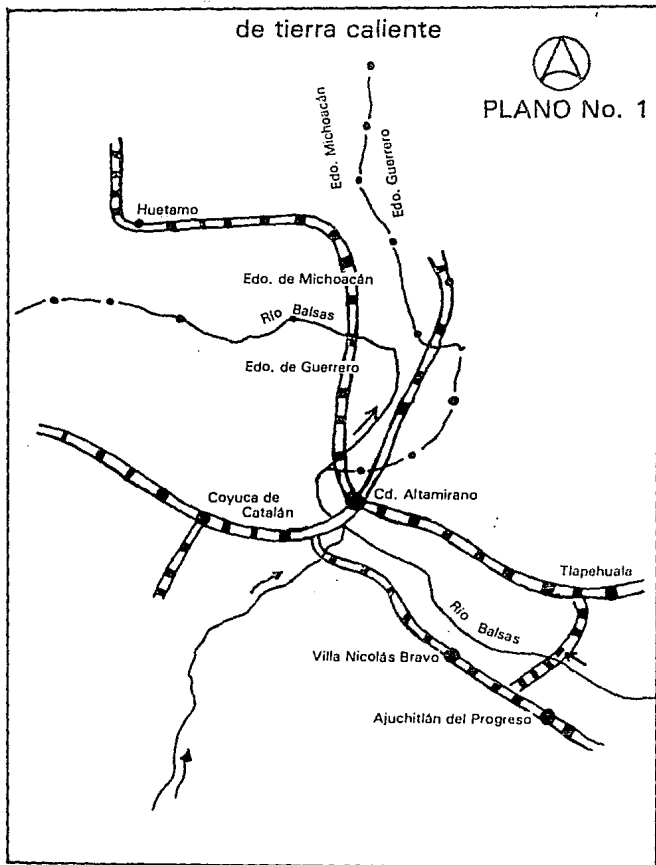 de tierra caliente
PLANO No. 1
Edo. Michoacán
Edo. Guerrero
Huetamo
Edo. de Michoacán
Río Balsas
Edo. de Guerrero
Coyuca de
Catalán
Cd. Altamirano
Tlapehuala
Río Balsas
Villa Nicolás Bravo
Ajuchitlán del Progreso